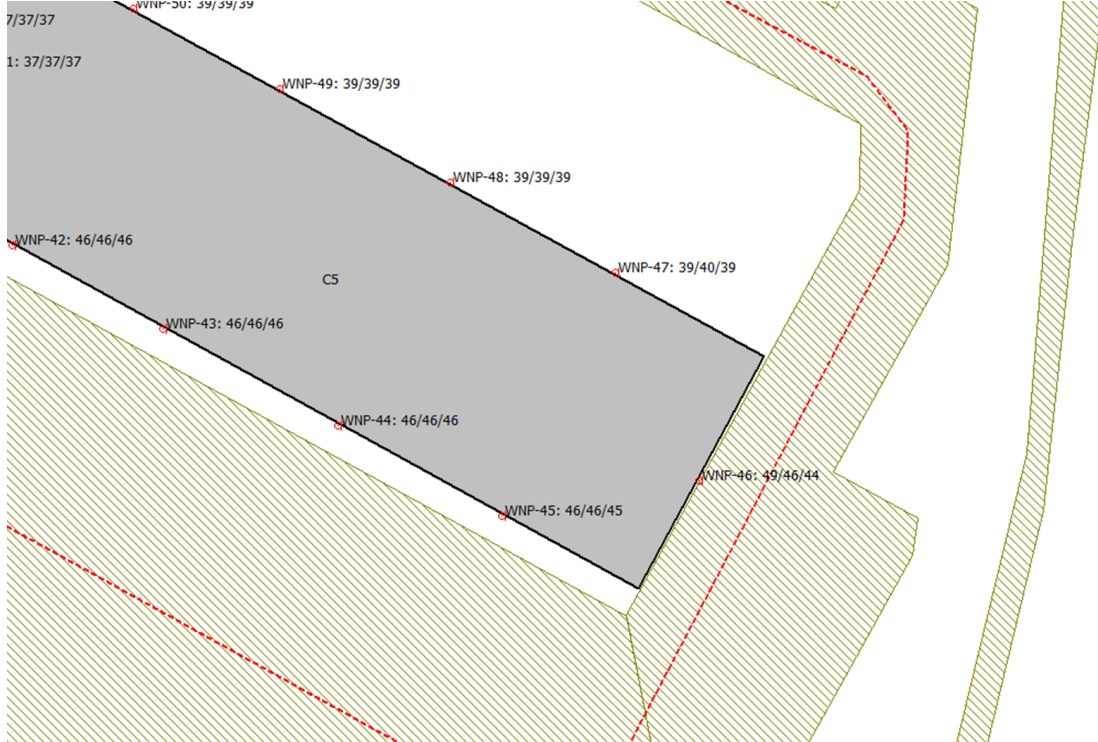 WNP-50: 39/39/39
7/37/37
1: 37/37/37
WNP-49: 39/39/39
WNP-48: 39/39/39
WNP-42: 46/46/46
WNP-47: 39/40/39
C5
WNP-43: 46/46/46
WNP-44: 46/46/46
WNP-46: 49/46/44
WNP-45: 46/46/45